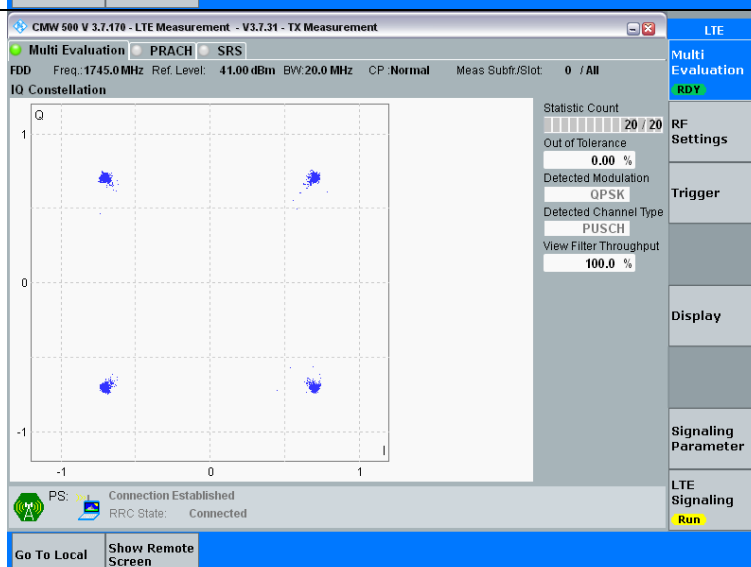 CMW 500 V 3.7.170 - LTE Measurement - V3.7.31 - TX Measurement
LTE
Multi Evaluation PRACH SRS
Multi Evaluation
RDY
FDD Freq.:1745.0 MHz Ref. Level: 41.00 dBm BW:20.0 MHz CP :Normal Meas Subfr./Slot: 0 / All
IQ Constellation
Q
1
0
-1
-1 0 1
I
Statistic Count
20 / 20
Out of Tolerance
0.00 %
Detected Modulation
QPSK
Detected Channel Type
PUSCH
View Filter Throughput
100.0 %
RF
Settings
Trigger
Display
Signaling
Parameter
LTE
Signaling
Run
PS: Connection Established
RRC State: Connected
Go To Local
Show Remote
Screen